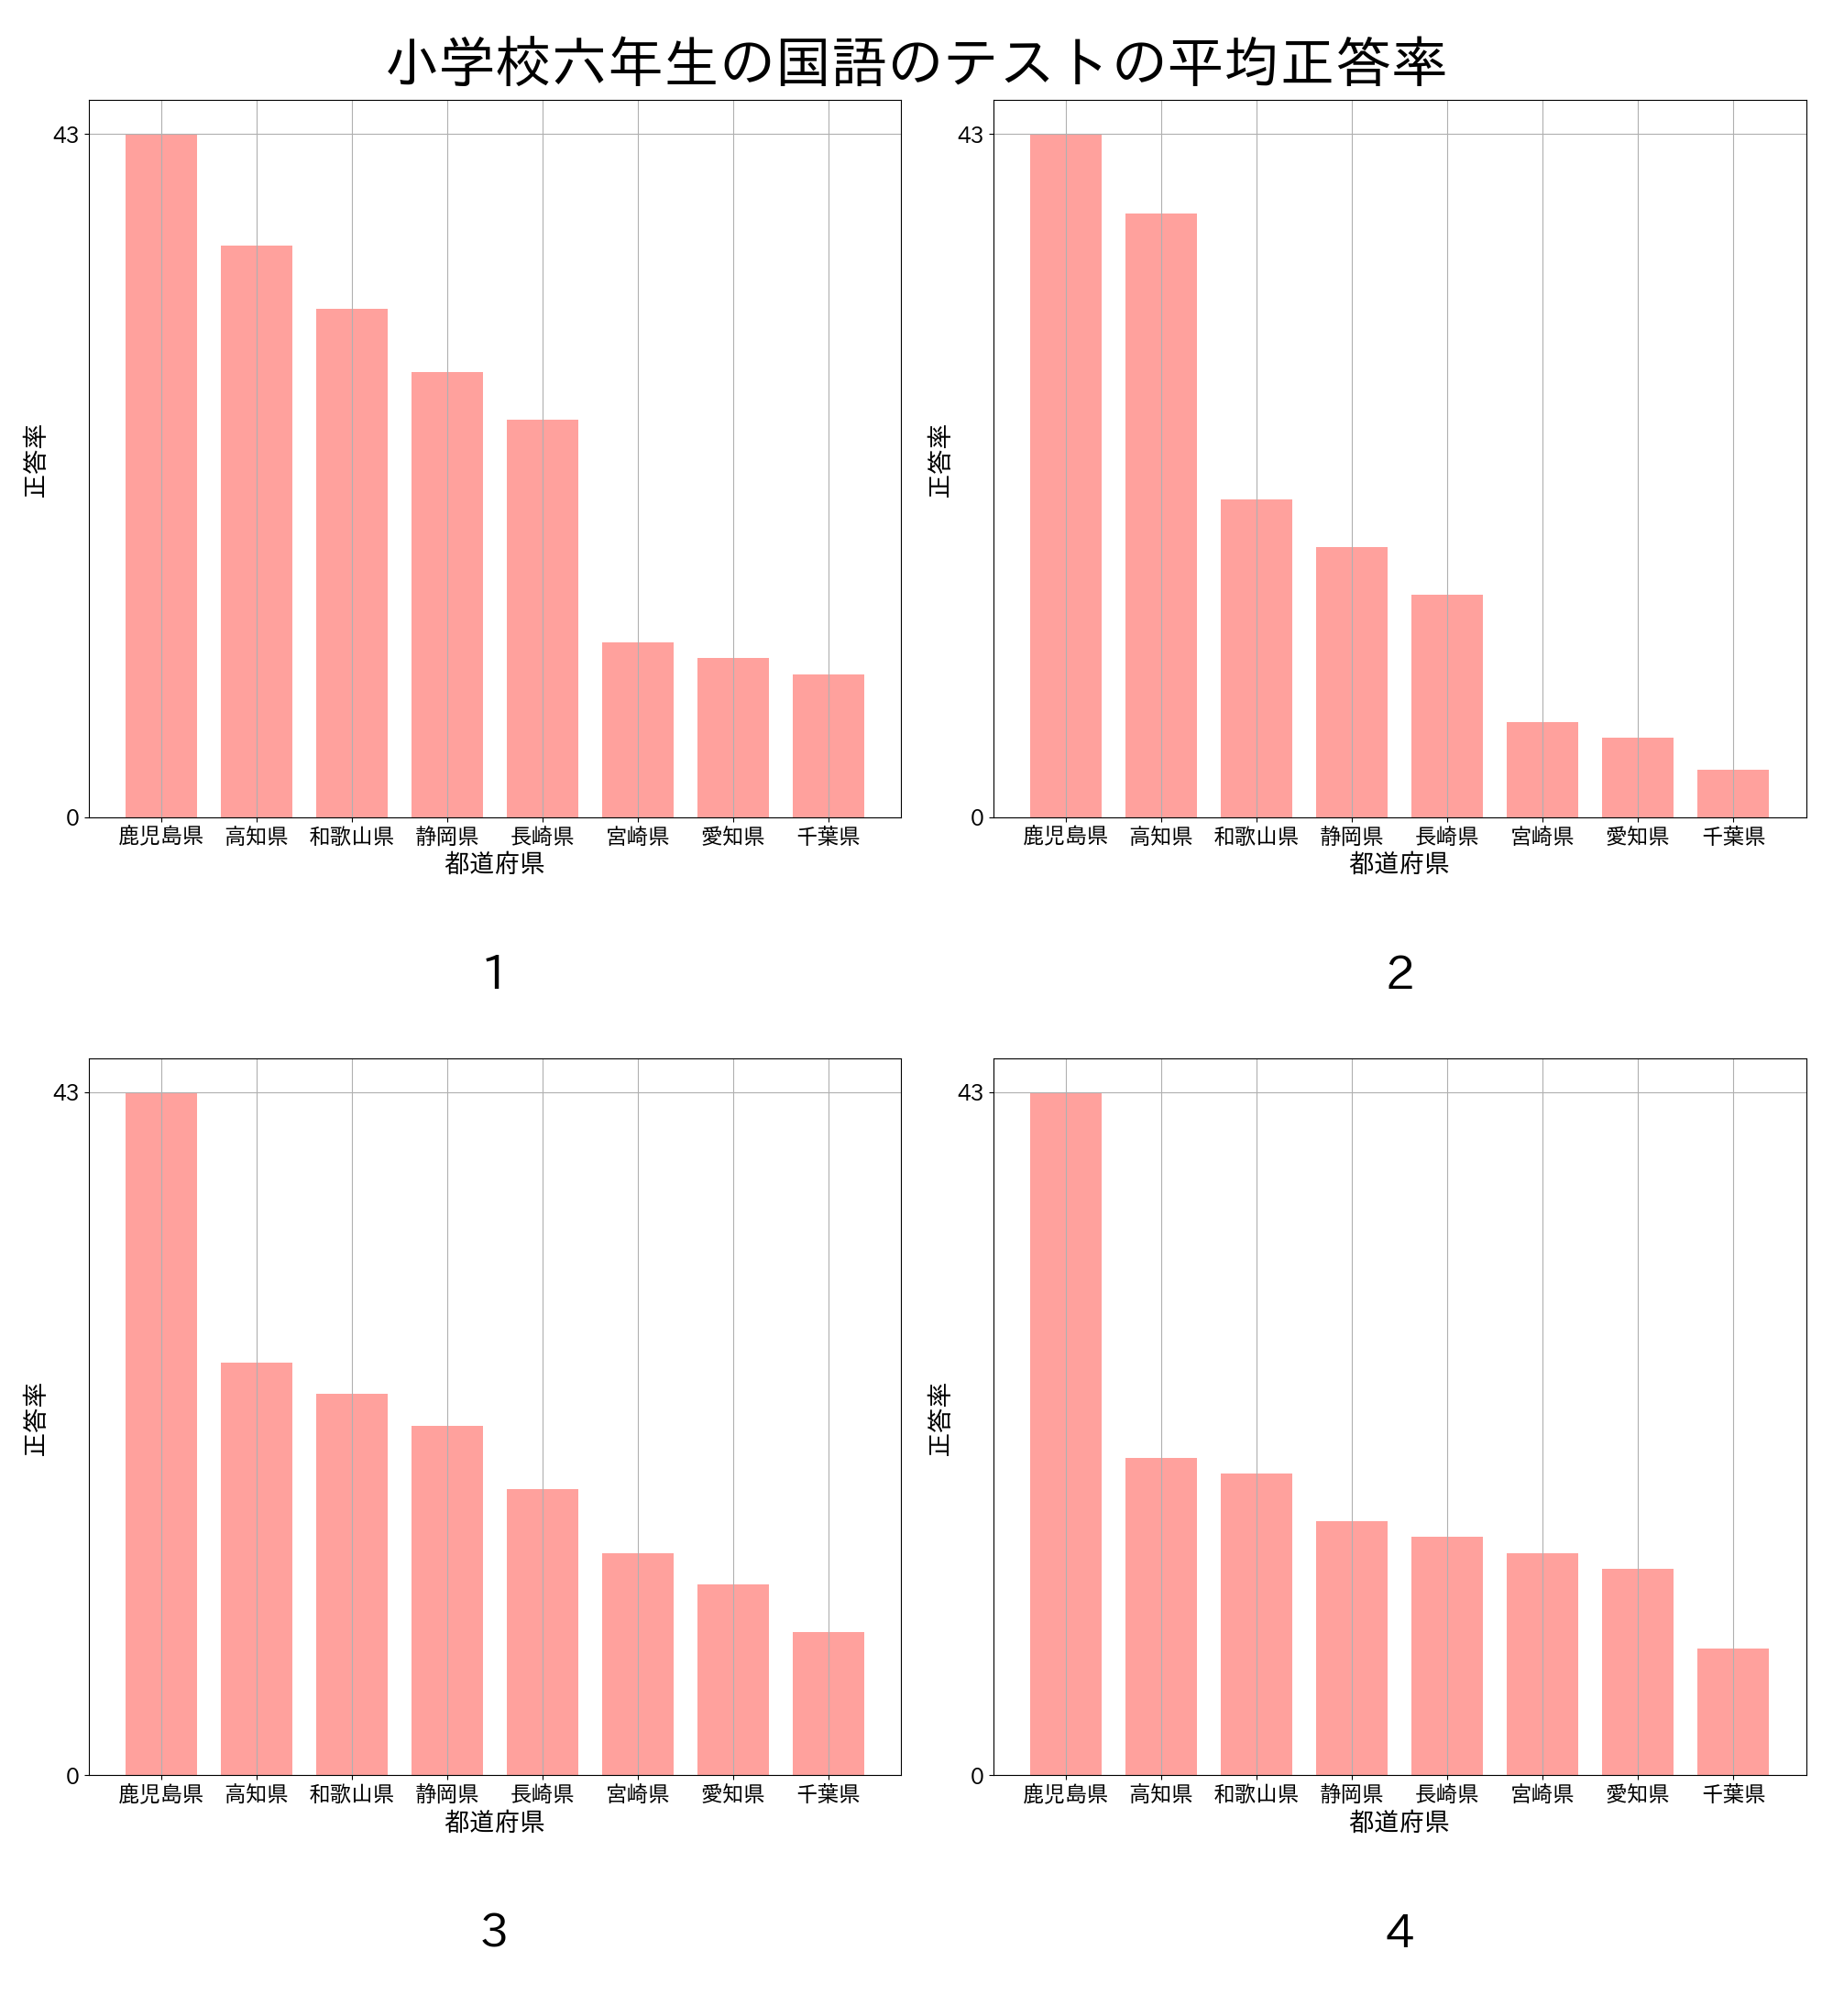 小学校六年生の国語のテストの平均正答率
43
0
正答率
鹿児島県 高知県 和歌山県 静岡県 長崎県 宮崎県 愛知県 千葉県
都道府県
1
43
0
正答率
鹿児島県 高知県 和歌山県 静岡県 長崎県 宮崎県 愛知県 千葉県
都道府県
2
43
0
正答率
鹿児島県 高知県 和歌山県 静岡県 長崎県 宮崎県 愛知県 千葉県
都道府県
3
43
0
正答率
鹿児島県 高知県 和歌山県 静岡県 長崎県 宮崎県 愛知県 千葉県
都道府県
4